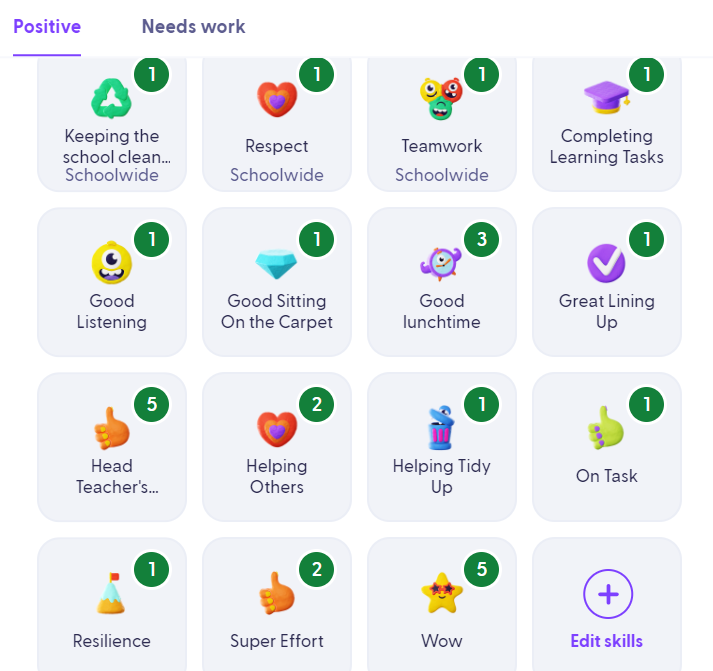 Positive Needs work
1 1 1 1
Keeping the
school clean...
Schoolwide
Respect
Schoolwide
Teamwork
Schoolwide
Completing
Learning Tasks
1 1 3 1
Good
Listening
Good Sitting
On the Carpet
Good
lunchtime
Great Lining
Up
5 2 1 1
Head
Teacher's...
Helping
Others
Helping Tidy
Up
On Task
1 2 5
Resilience
Super Effort
Wow
Edit skills